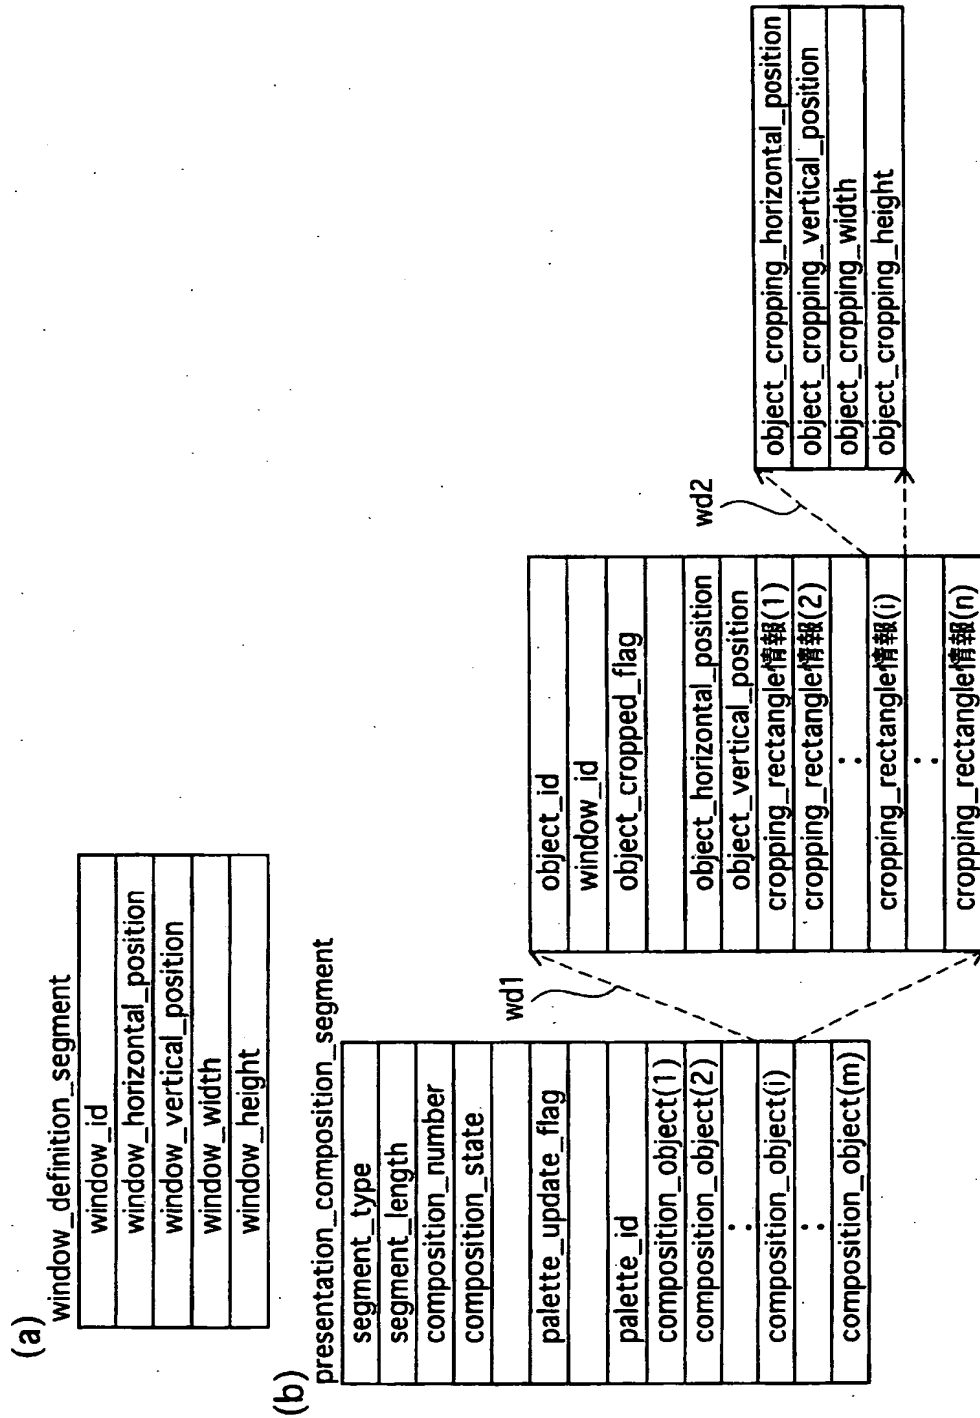 (a)
window_definition_segment
window_id
window_horizontal_position
window_vertical_position
window_width
window_height
(b)
presentation_composition_segment
segment_type
segment_length
composition_number
composition_state
palette_update_flag
palette_id
composition_object(1)
composition_object(2)
:
composition_object(i)
:
composition_object(m)
wd1
object_id
window_id
object_cropped_flag
object_horizontal_position
object_vertical_position
cropping_rectangle情報(1)
cropping_rectangle情報(2)
:
cropping_rectangle情報(i)
:
cropping_rectangle情報(n)
wd2
object_cropping_horizontal_position
object_cropping_vertical_position
object_cropping_width
object_cropping_height